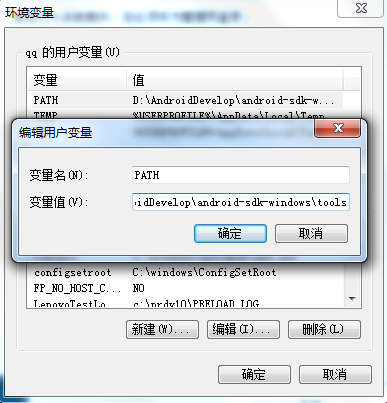 环境变量
qq 的用户变量(U)
变量 值
PATH D:\AndroidDevelop\android-sdk-w...
TEMP %USERPROFILE%\AppData\Local\Temp
编辑用户变量
变量名(N): PATH
变量值(V): oidDevelop\android-sdk-windows\tools
确定 取消
configsetroot C:\windows\ConfigSetRoot
FP_NO_HOST_C... NO
LenovoTestLo... c:\prdv10\PRELOAD.LOG
新建(W)... 编辑(I)... 删除(L)
确定 取消